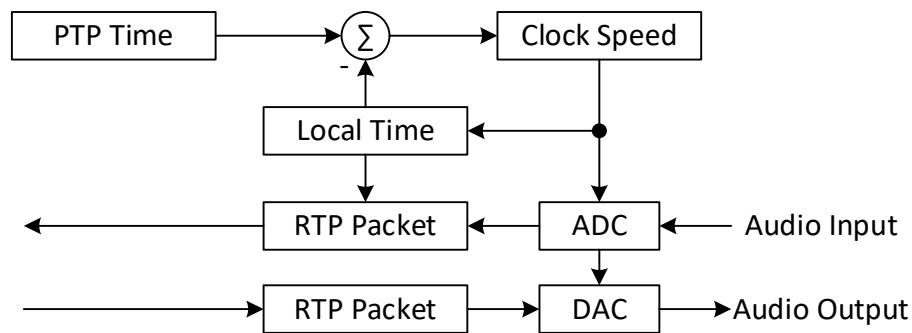 PTP Time
Σ
Clock Speed
-
Local Time
RTP Packet
ADC
Audio Input
RTP Packet
DAC
Audio Output